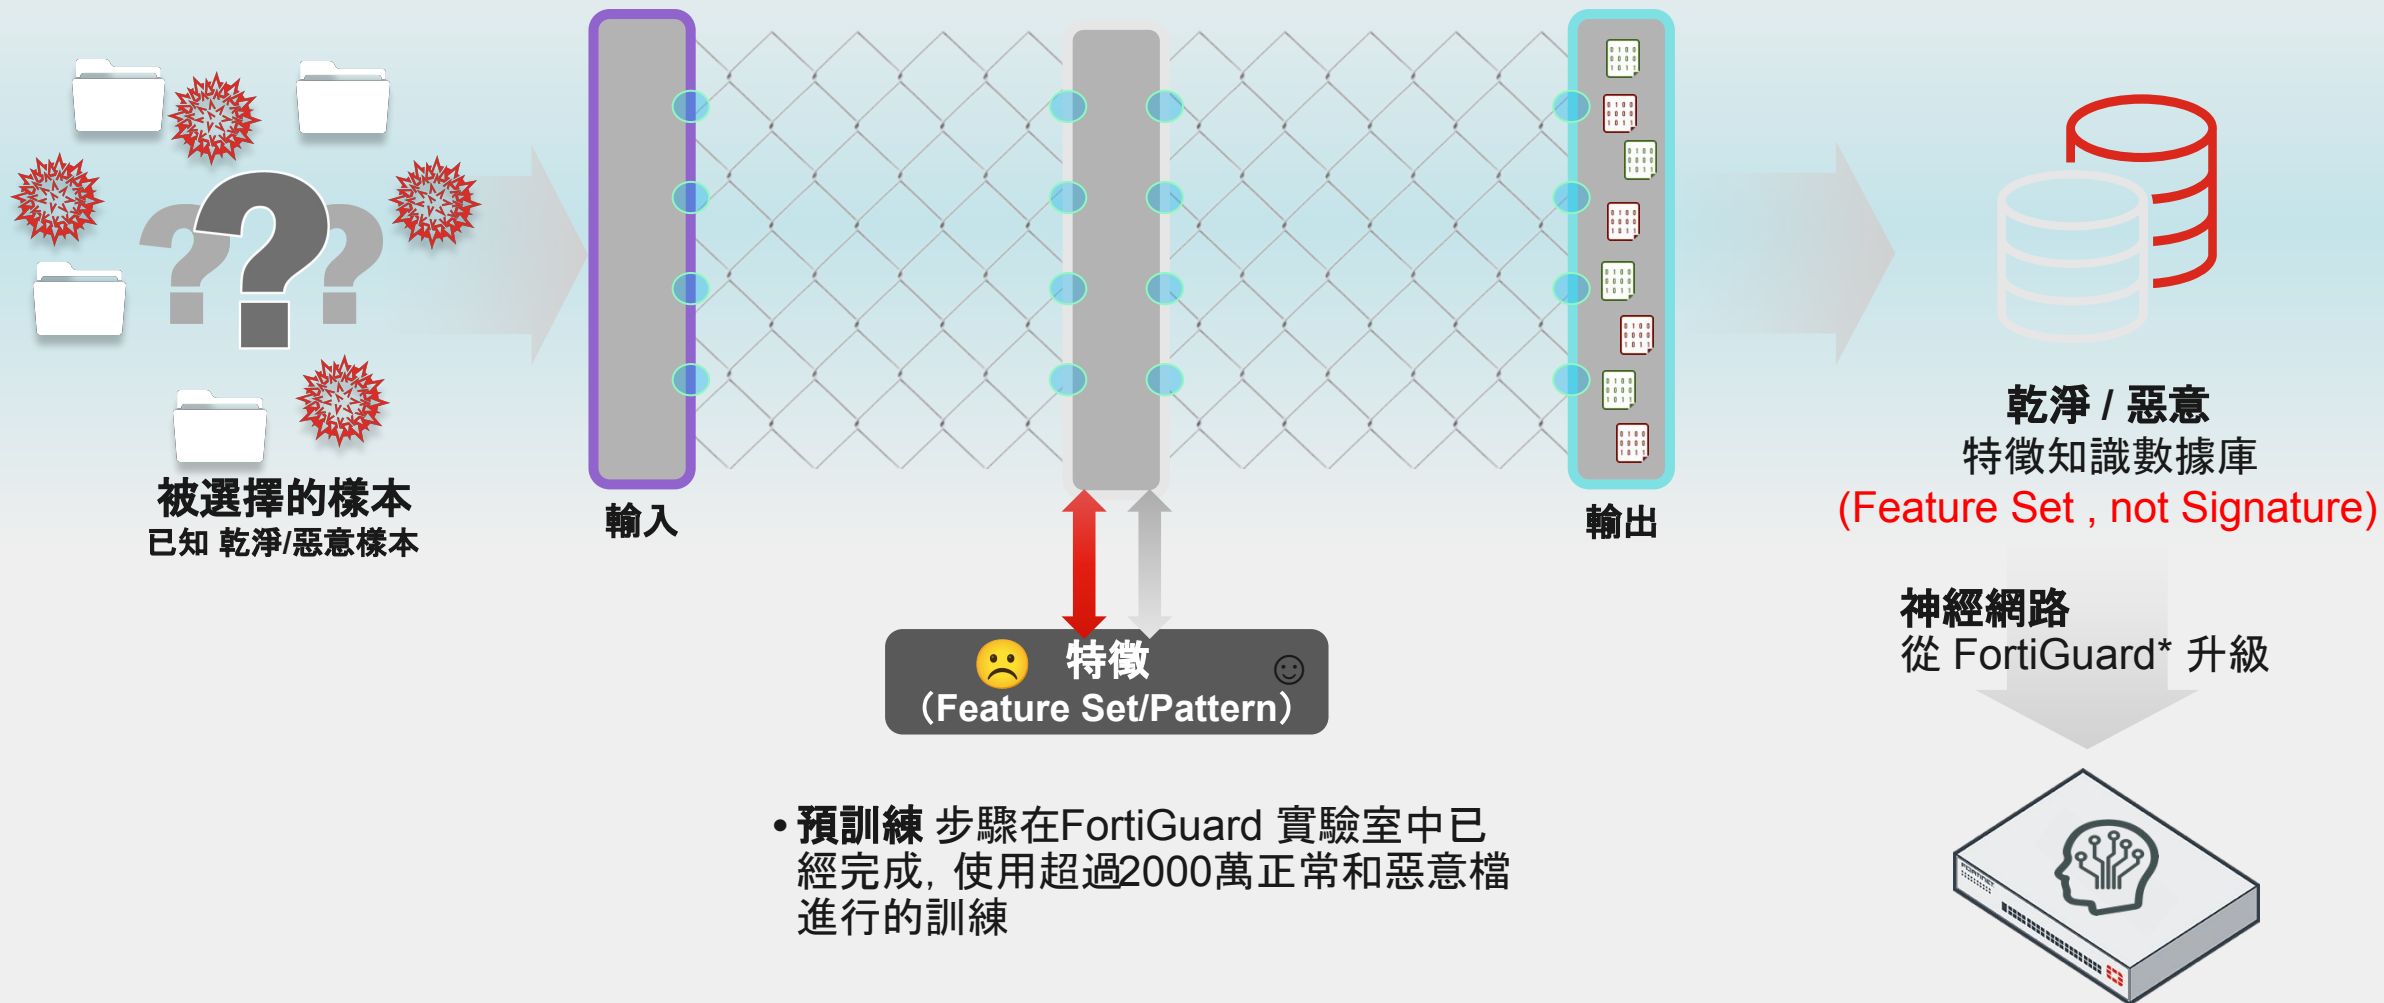 被選擇的樣本
已知 乾淨/惡意樣本
輸入
輸出
特徵
（Feature Set/Pattern）
乾淨 / 惡意
特徵知識數據庫
(Feature Set , not Signature)
神經網路
從 FortiGuard* 升級
•預訓練 步驟在FortiGuard 實驗室中已
經完成, 使用超過2000萬正常和惡意檔
進行的訓練
FORTINET